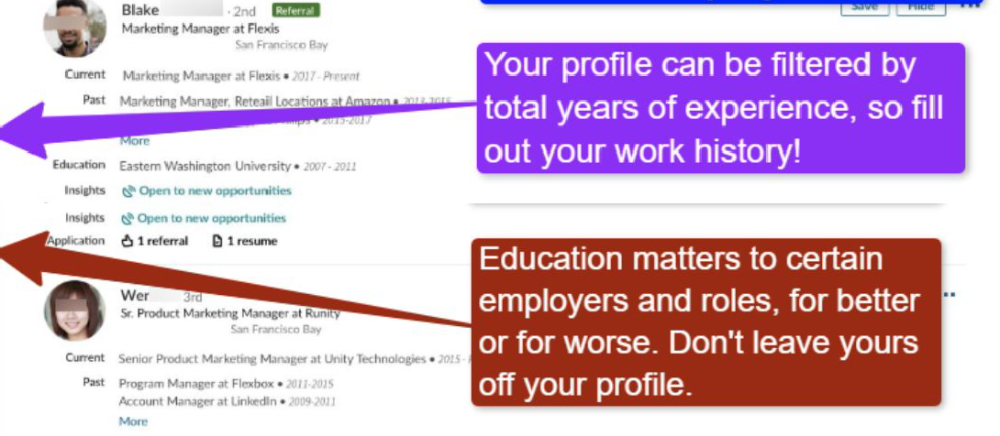 Blake · 2nd Referral
Save Hide
Marketing Manager at Flexis
San Francisco Bay
Current Marketing Manager at Flexis • 2017 - Present
Past Marketing Manager, Reteail Locations at Amazon • 2013-2015
• 2015-2017
More
Education Eastern Washington University • 2007 - 2011
Insights Open to new opportunities
Your profile can be filtered by
total years of experience, so fill
out your work history!
Insights Open to new opportunities
Application 1 referral 1 resume
Wer 3rd
Sr. Product Marketing Manager at Runity
San Francisco Bay
Current Senior Product Marketing Manager at Unity Technologies • 2015 -
Past Program Manager at Flexbox • 2011-2015
Account Manager at LinkedIn • 2009-2011
More
Education matters to certain
employers and roles, for better
or for worse. Don't leave yours
off your profile.